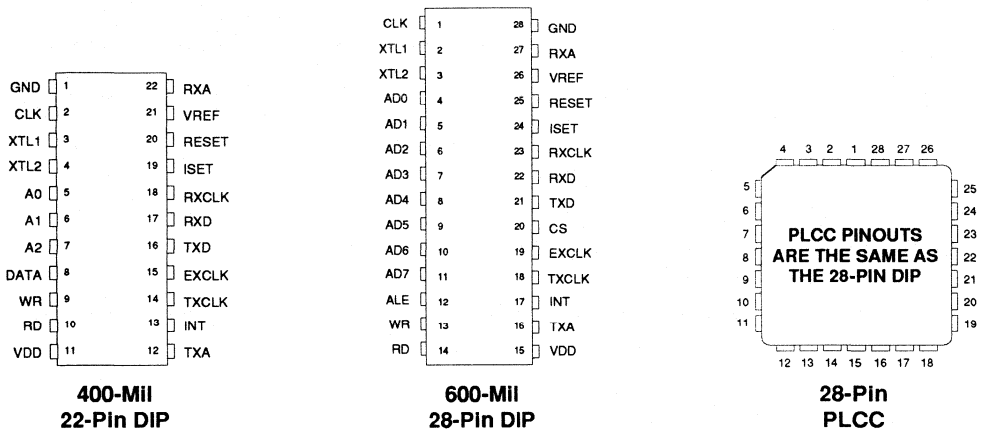 GND 1 22 RXA
CLK 2 21 VREF
XTL1 3 20 RESET
XTL2 4 19 ISET
A0 5 18 RXCLK
A1 6 17 RXD
A2 7 16 TXD
DATA 8 15 EXCLK
WR 9 14 TXCLK
RD 10 13 INT
VDD 11 12 TXA
400-Mil
22-Pin DIP
CLK 1 28 GND
XTL1 2 27 RXA
XTL2 3 26 VREF
AD0 4 25 RESET
AD1 5 24 ISET
AD2 6 23 RXCLK
AD3 7 22 RXD
AD4 8 21 TXD
AD5 9 20 CS
AD6 10 19 EXCLK
AD7 11 18 TXCLK
ALE 12 17 INT
WR 13 16 TXA
RD 14 15 VDD
600-Mil
28-Pin DIP
4 3 2 1 28 27 26
5 25
6 24
7 23
8 22
9 21
10 20
11 19
PLCC PINOUTS
ARE THE SAME AS
THE 28-PIN DIP
12 13 14 15 16 17 18
28-Pin
PLCC